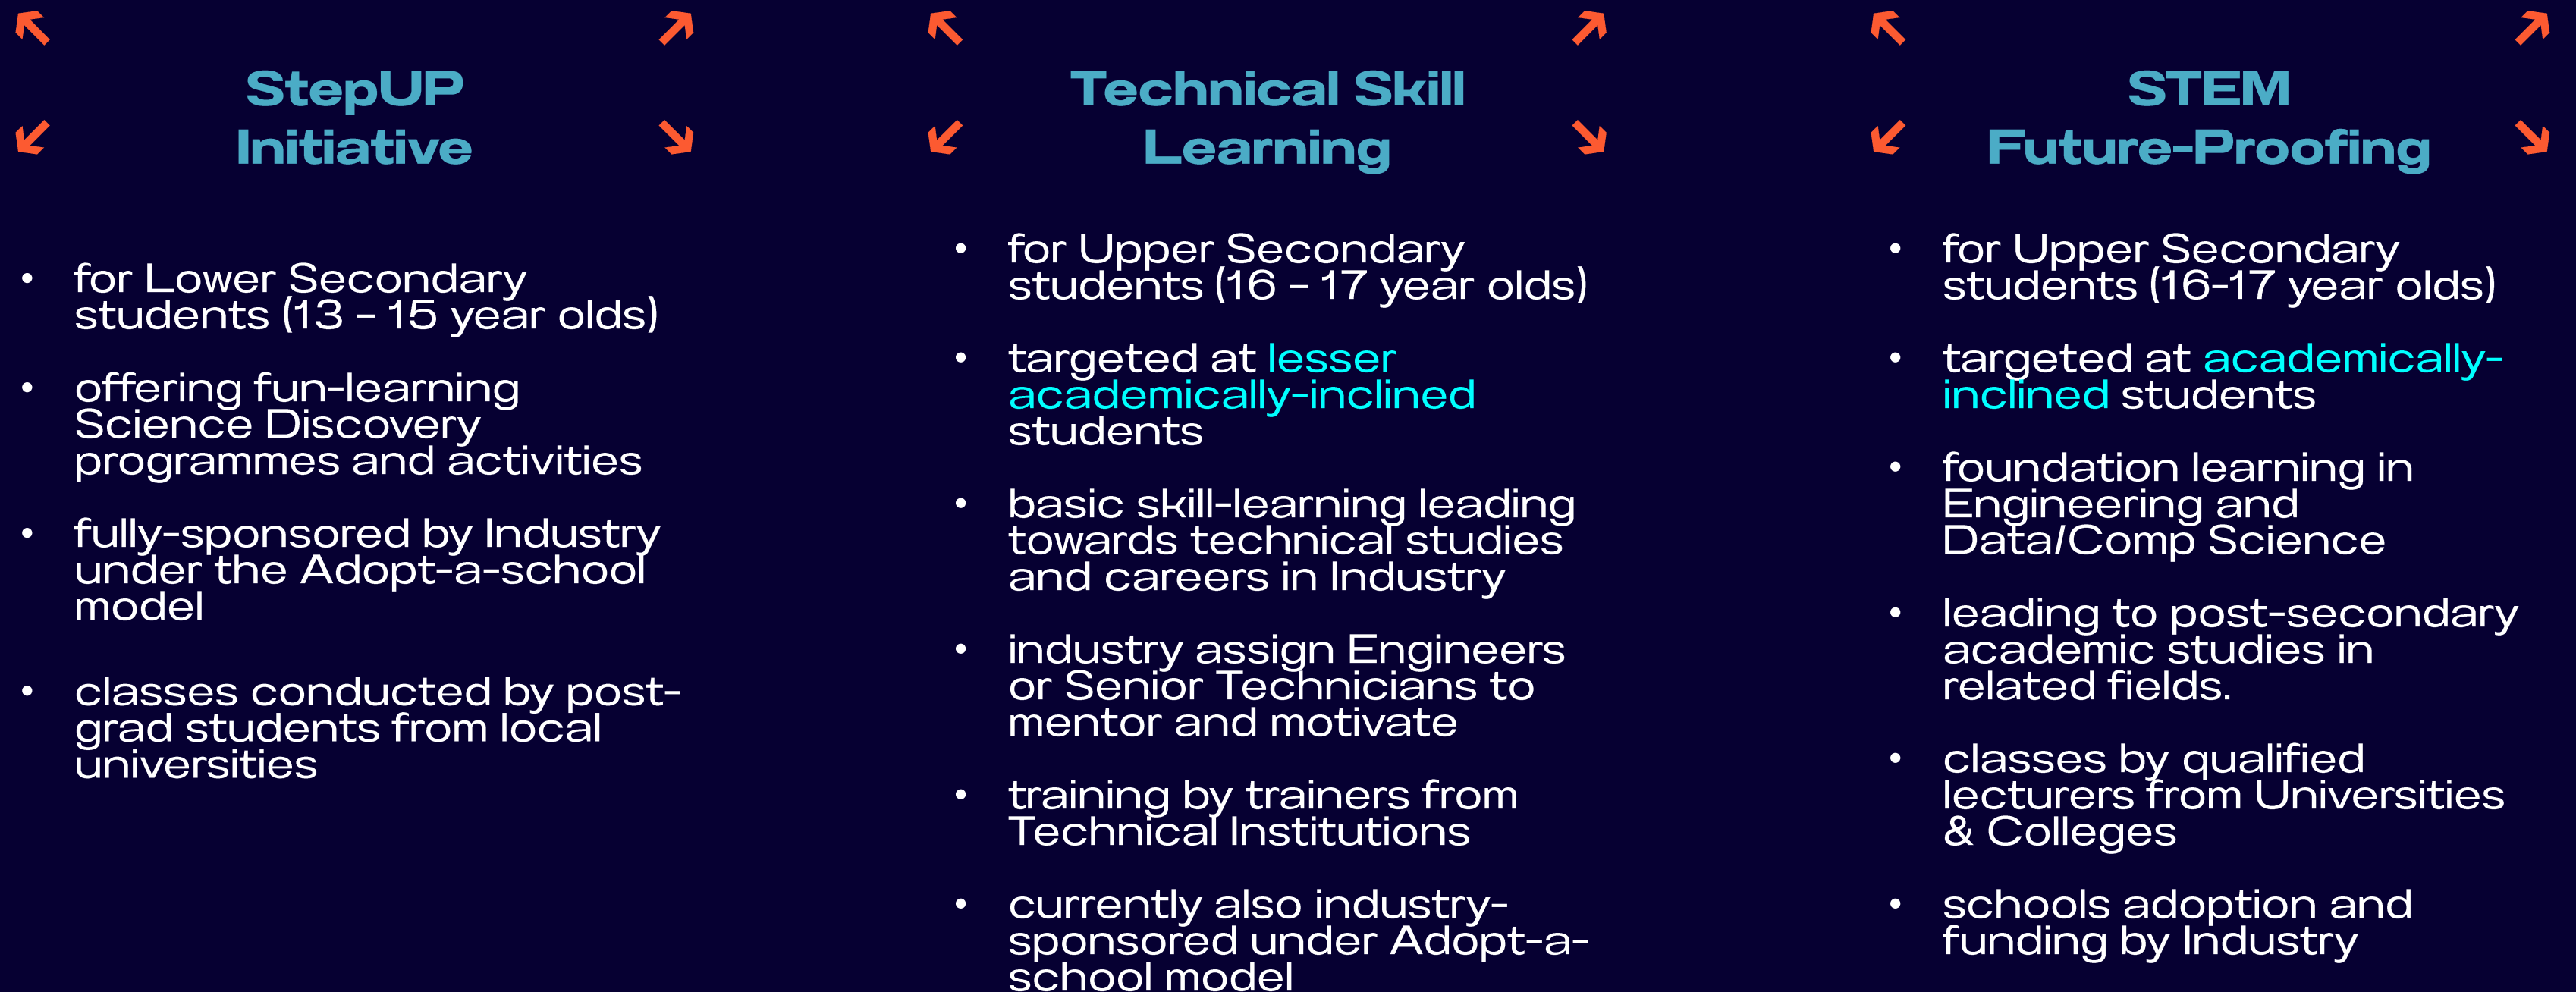 StepUP
Initiative
• for Lower Secondary
students (13 – 15 year olds)
• offering fun-learning
Science Discovery
programmes and activities
• fully-sponsored by Industry
under the Adopt-a-school
model
• classes conducted by post-
grad students from local
universities
Technical Skill
Learning
• for Upper Secondary
students (16 – 17 year olds)
• targeted at lesser
academically-inclined
students
• basic skill-learning leading
towards technical studies
and careers in Industry
• industry assign Engineers
or Senior Technicians to
mentor and motivate
• training by trainers from
Technical Institutions
• currently also industry-
sponsored under Adopt-a-
school model
STEM
Future-Proofing
• for Upper Secondary
students (16-17 year olds)
• targeted at academically-
inclined students
• foundation learning in
Engineering and
Data/Comp Science
• leading to post-secondary
academic studies in
related fields.
• classes by qualified
lecturers from Universities
& Colleges
• schools adoption and
funding by Industry